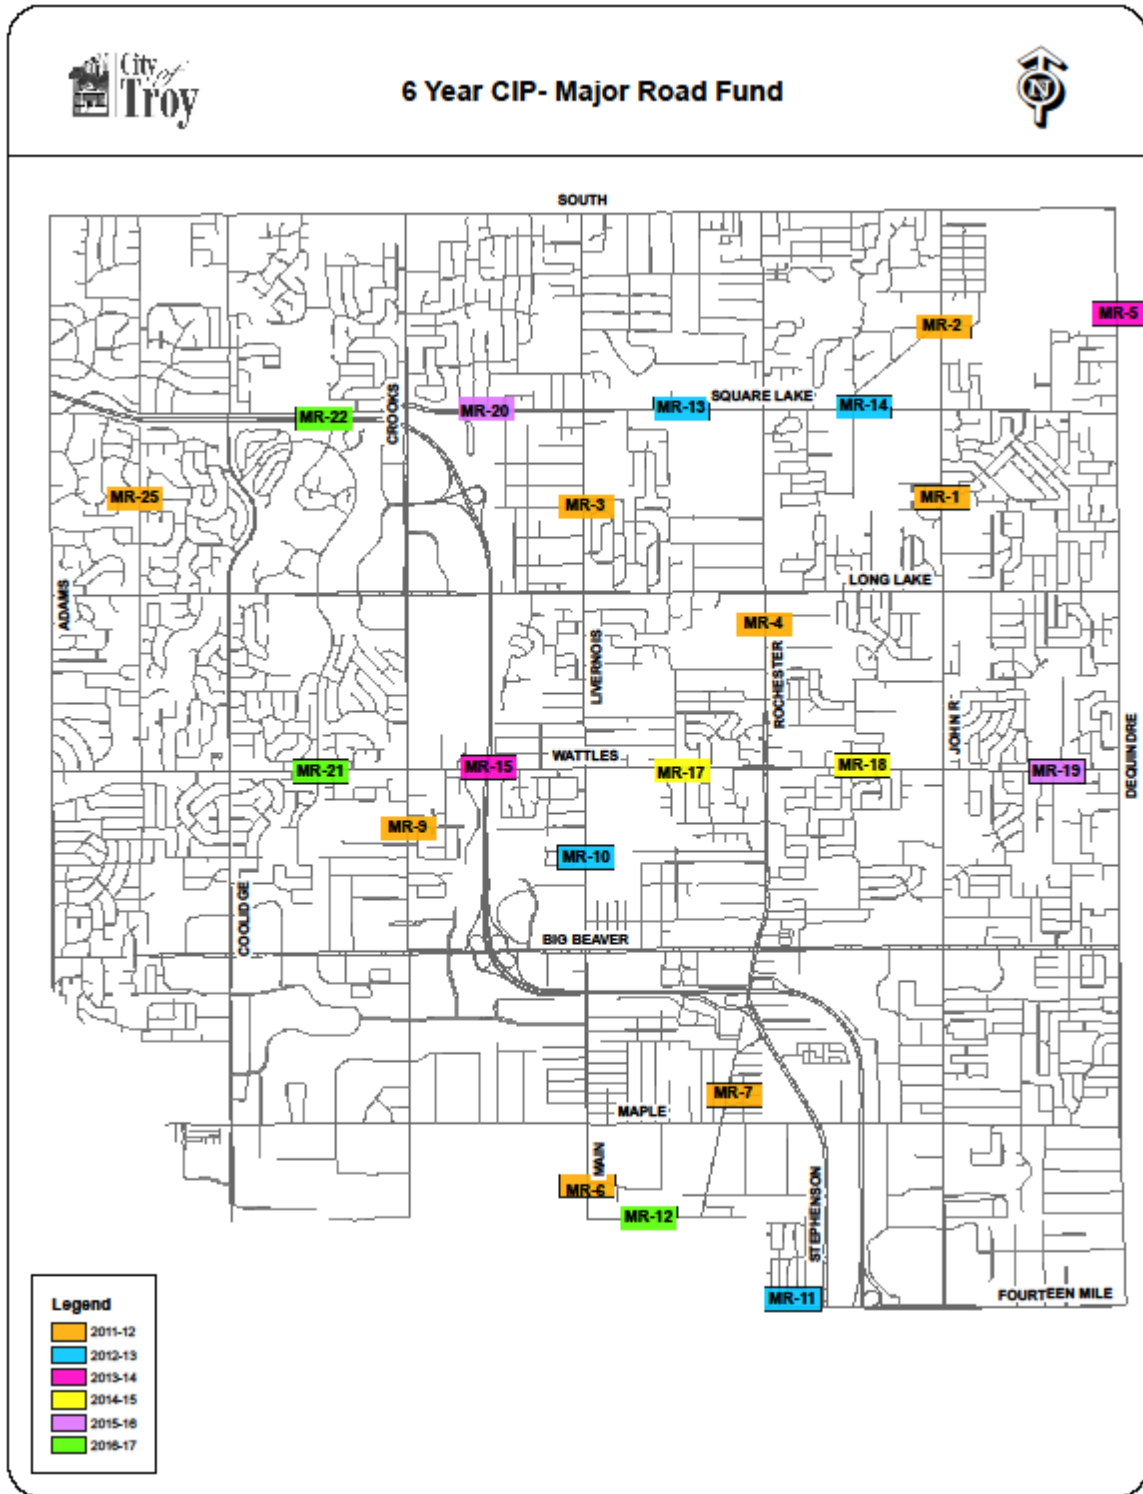 City of
Troy
6 Year CIP- Major Road Fund
N
SOUTH
MR-5
MR-2
CROOKS
SQUARE LAKE
MR-22
MR-20
MR-13
MR-14
MR-25
MR-3
MR-1
ADAMS
LONG LAKE
MR-4
LIVERNOIS
ROCHESTER
JOHN R
DEQUINDRE
WATTLES
MR-21
MR-15
MR-17
MR-18
MR-19
MR-9
MR-10
COOLIDGE
BIG BEAVER
MR-7
MAPLE
MAIN
MR-6
MR-12
STEPHENSON
MR-11
FOURTEEN MILE
Legend
2011-12
2012-13
2013-14
2014-15
2015-16
2016-17